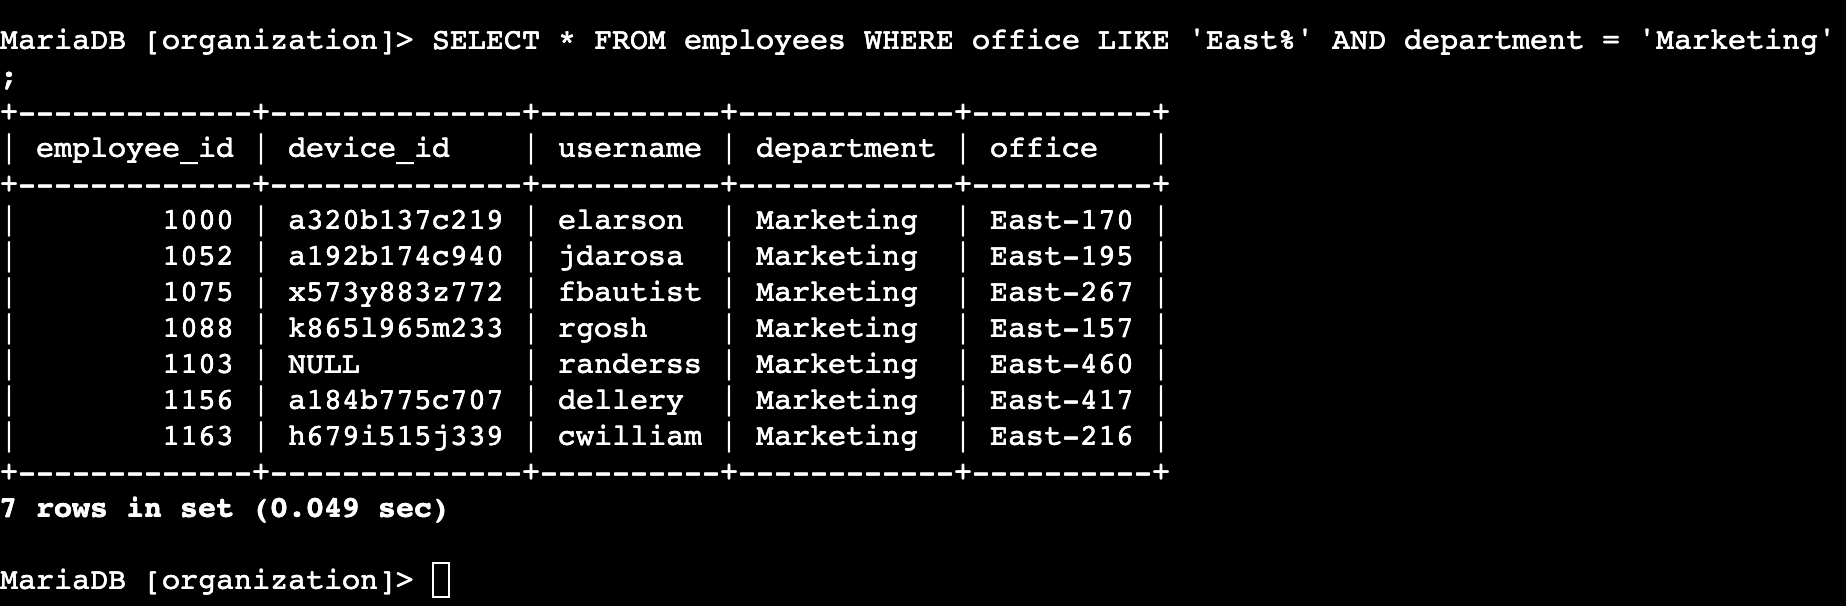 MariaDB [organization]> SELECT * FROM employees WHERE office LIKE 'East%' AND department = 'Marketing'
;
+-------------+--------------+----------+------------+----------+
| employee_id | device_id    | username | department | office   |
+-------------+--------------+----------+------------+----------+
|        1000 | a320b137c219 | elarson  | Marketing  | East-170 |
|        1052 | a192b174c940 | jdarosa  | Marketing  | East-195 |
|        1075 | x573y883z772 | fbautist | Marketing  | East-267 |
|        1088 | k865l965m233 | rgosh    | Marketing  | East-157 |
|        1103 | NULL         | randerss | Marketing  | East-460 |
|        1156 | a184b775c707 | dellery  | Marketing  | East-417 |
|        1163 | h679i515j339 | cwilliam | Marketing  | East-216 |
+-------------+--------------+----------+------------+----------+
7 rows in set (0.049 sec)
MariaDB [organization]>